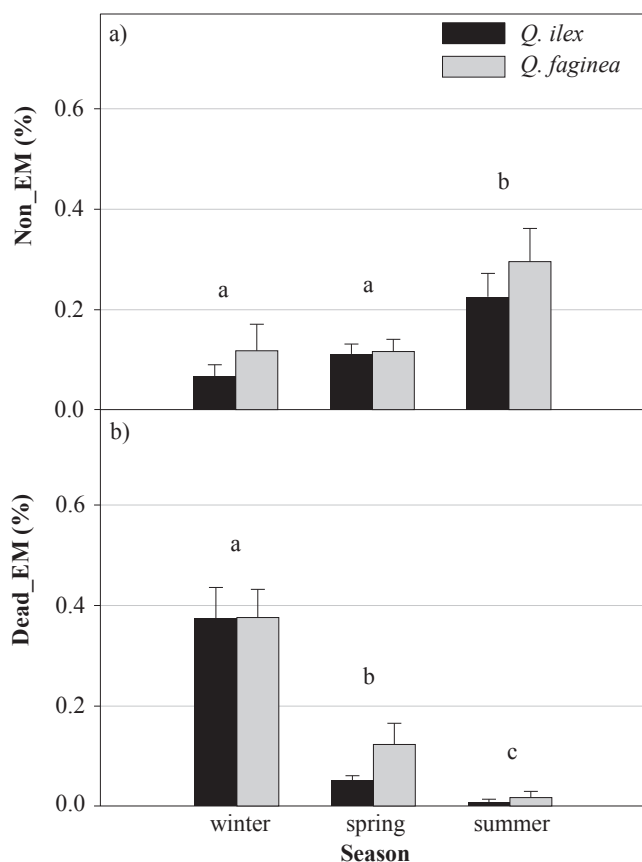 a)
Q. ilex
Q. faginea
Non_EM (%)
0.6
0.4
0.2
0.0
a
a
b
b)
Dead_EM (%)
0.6
0.4
0.2
0.0
a
b
c
winter spring summer
Season